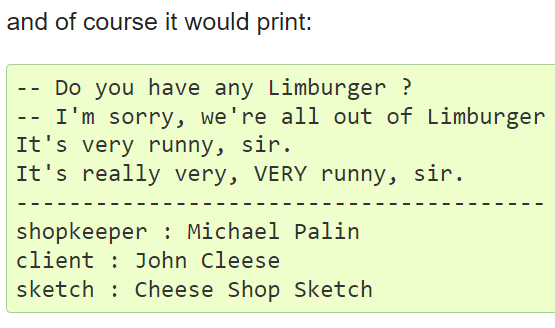 and of course it would print:
-- Do you have any Limburger ?
-- I'm sorry, we're all out of Limburger
It's very runny, sir.
It's really very, VERY runny, sir.
----------------------------------------
shopkeeper : Michael Palin
client : John Cleese
sketch : Cheese Shop Sketch